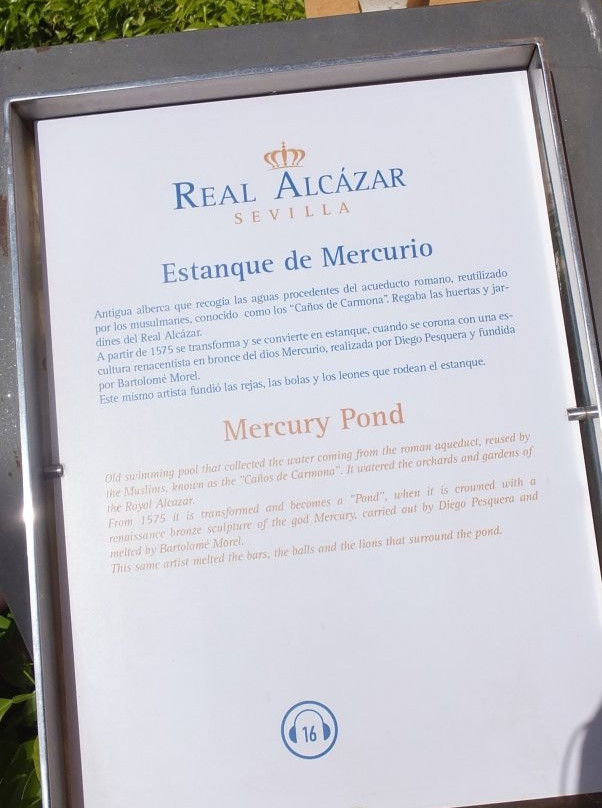 REAL ALCÁZAR
SEVILLA
Estanque de Mercurio
Antigua alberca que recogía las aguas procedentes del acueducto romano, reutilizado
por los musulmanes, conocido como los "Caños de Carmona". Regaba las huertas y jar-
dines del Real Alcázar.
A partir de 1575 se transforma y se convierte en estanque, cuando se corona con una es-
cultura renacentista en bronce del dios Mercurio, realizada por Diego Pesquera y fundida
por Bartolomé Morel.
Este mismo artista fundió las rejas, las bolas y los leones que rodean el estanque.
Mercury Pond
Old swimming pool that collected the water coming from the roman aqueduct, reused by
the Muslims, known as the "Caños de Carmona". It watered the orchards and gardens of
the Royal Alcazar.
From 1575 it is transformed and becomes a "Pond", when it is crowned with a
renaissance bronze sculpture of the god Mercury, carried out by Diego Pesquera and
melted by Bartolomé Morel.
This same artist melted the bars, the balls and the lions that surround the pond.
16